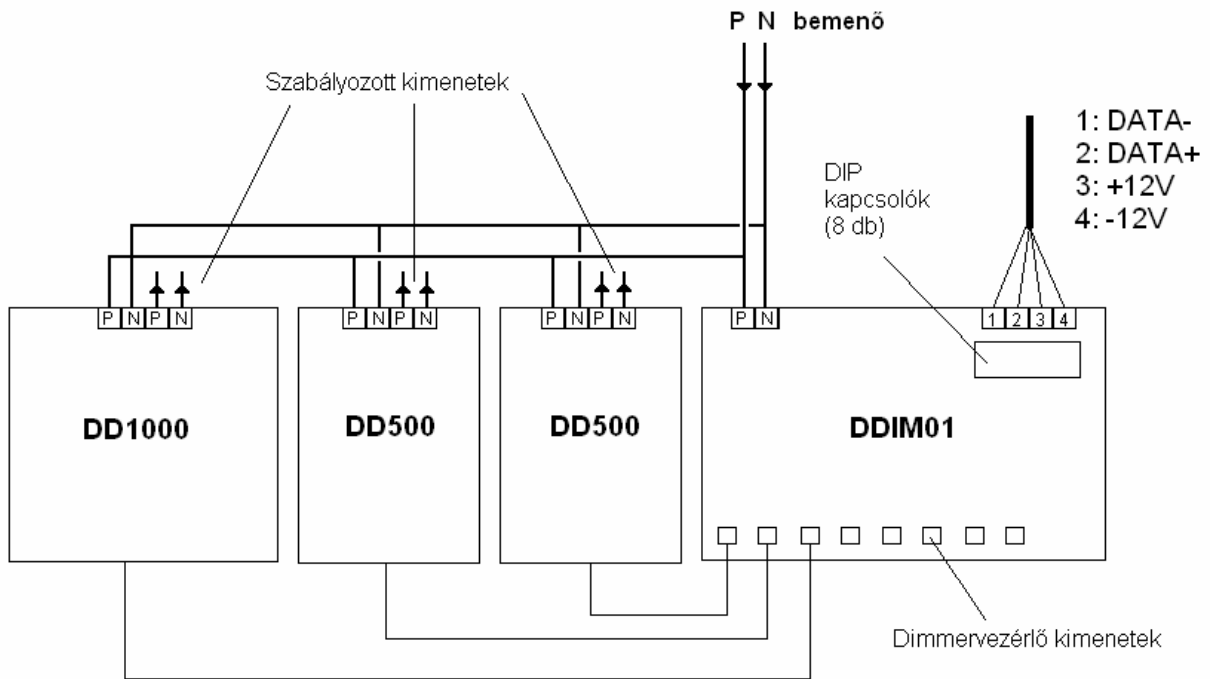 P N bemenő
Szabályozott kimenetek
1: DATA-
2: DATA+
3: +12V
4: -12V
DIP
kapcsolók
(8 db)
P N P N
P N P N
P N P N
P N
1 2 3 4
DD1000
DD500
DD500
DDIM01
Dimmervezérlő kimenetek